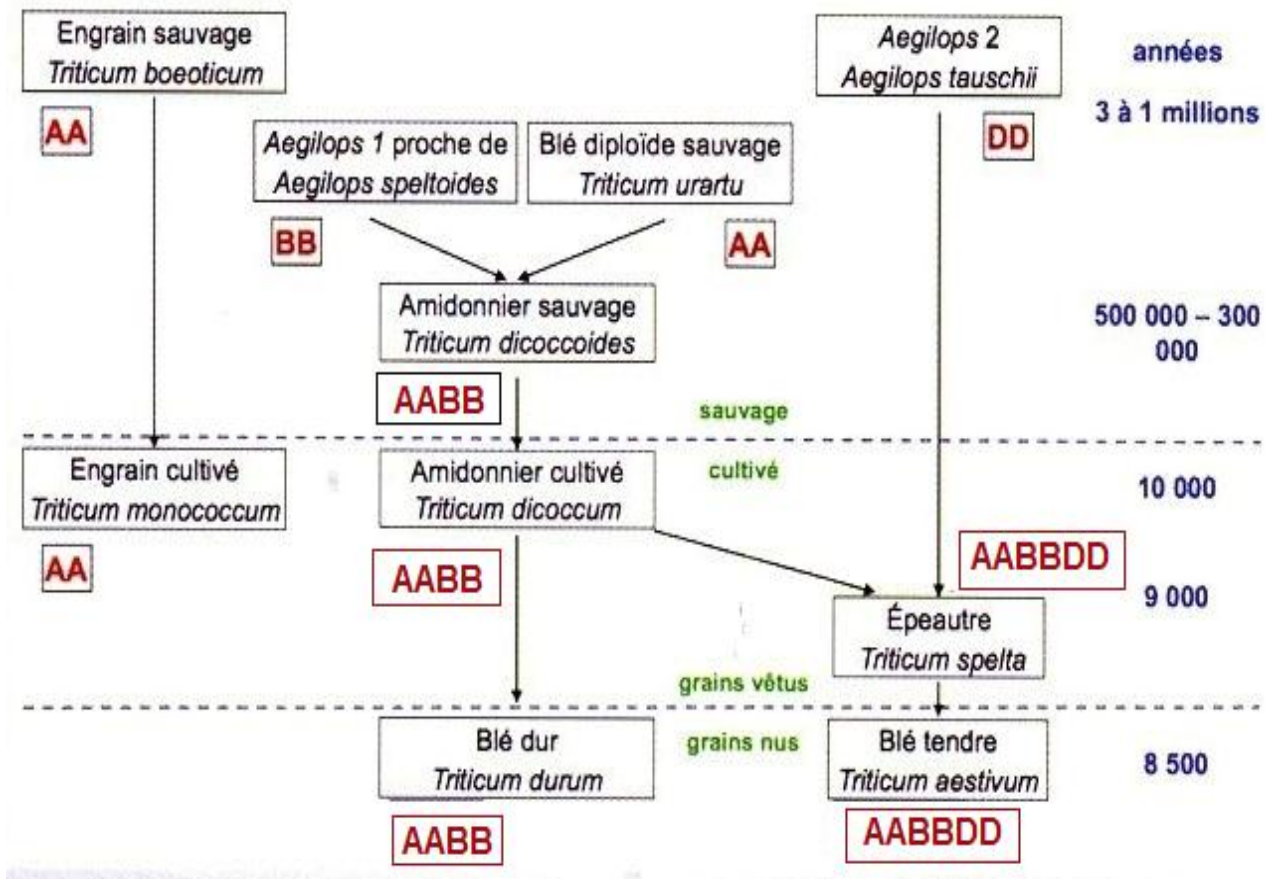 Engrain sauvage
Triticum boeoticum
AA
Aegilops 2
Aegilops tauschii
DD
années
3 à 1 millions
Aegilops 1 proche de
Aegilops speltoides
BB
Blé diploïde sauvage
Triticum urartu
AA
Amidonnier sauvage
Triticum dicoccoides
AABB
500 000 – 300
000
sauvage
cultivé
Engrain cultivé
Triticum monococcum
AA
Amidonnier cultivé
Triticum dicoccum
AABB
10 000
AABBDD
9 000
Épeautre
Triticum spelta
grains vêtus
grains nus
Blé dur
Triticum durum
AABB
Blé tendre
Triticum aestivum
AABBDD
8 500